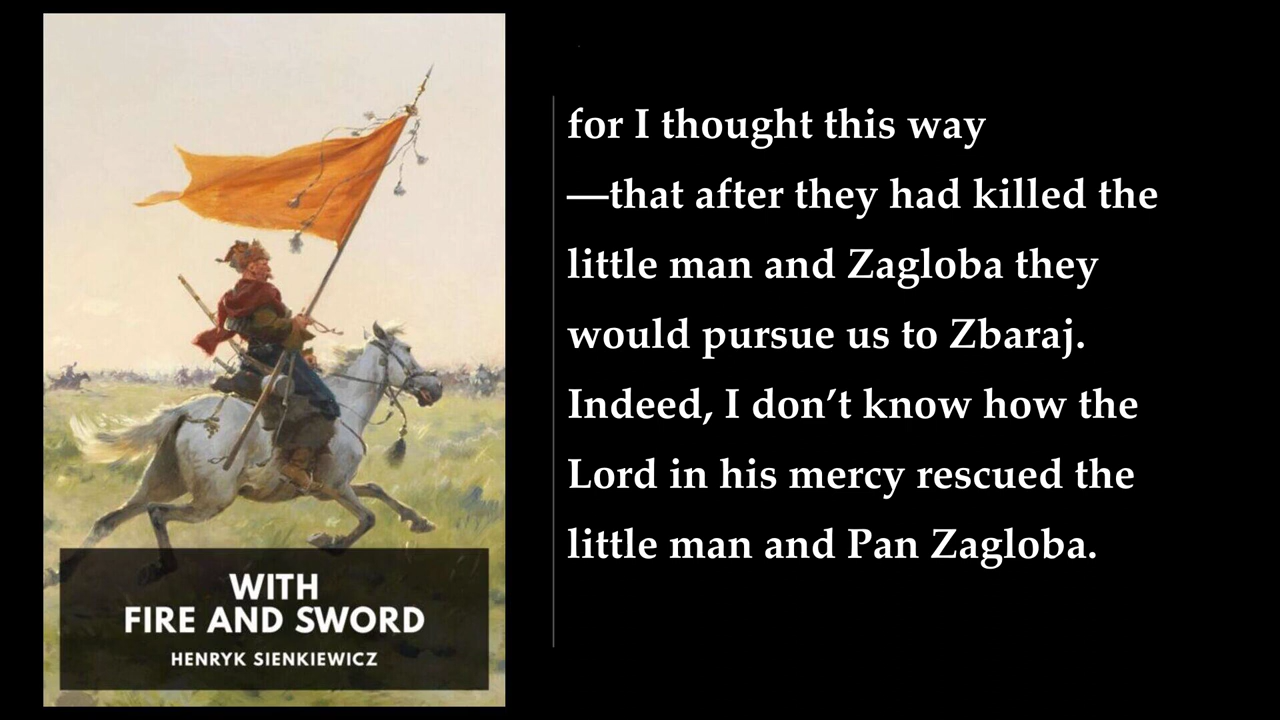 WITH
FIRE AND SWORD
HENRYK SIENKIEWICZ
for I thought this way
—that after they had killed the
little man and Zagloba they
would pursue us to Zbaraj.
Indeed, I don’t know how the
Lord in his mercy rescued the
little man and Pan Zagloba.